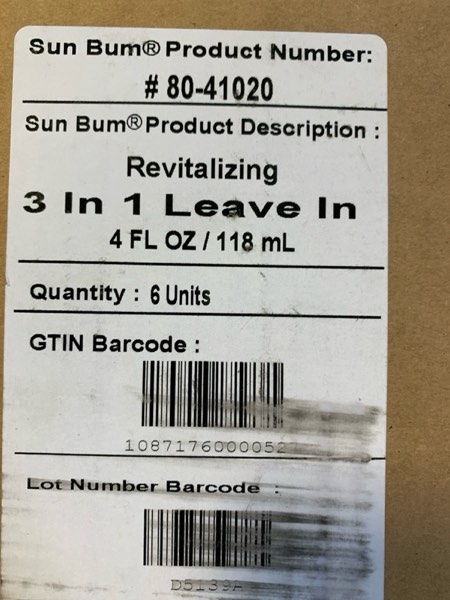 Sun Bum® Product Number:
# 80-41020
Sun Bum® Product Description :
Revitalizing
3 In 1 Leave In
4 FL OZ / 118 mL
Quantity : 6 Units
GTIN Barcode :
Lot Number Barcode :